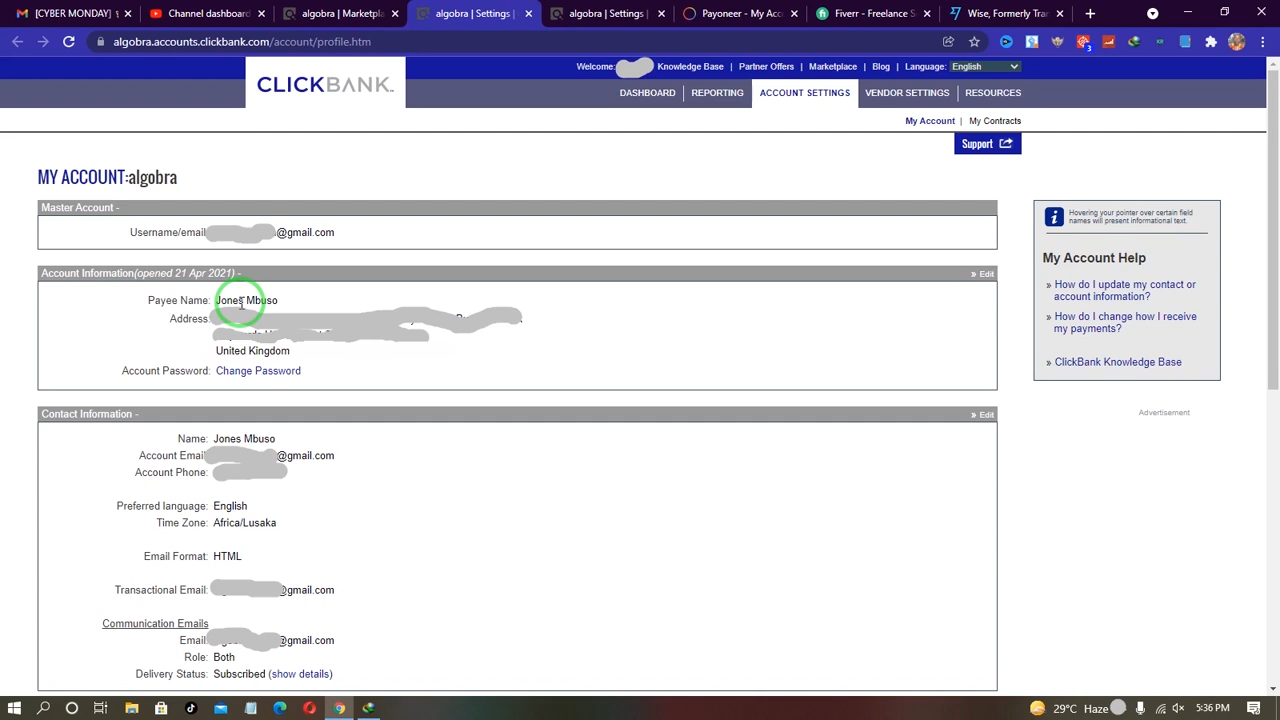 [CYBER MONDAY]
Channel dashboard
algobra | Marketpla
algobra | Settings |
algobra | Settings |
Payoneer - My Acc
Fiverr - Freelance S
Wise, Formerly Tra
algobra.accounts.clickbank.com/account/profile.htm
Welcome:
Knowledge Base | Partner Offers | Marketplace | Blog | Language: English
CLICKBANK
DASHBOARD | REPORTING ACCOUNT SETTINGS VENDOR SETTINGS | RESOURCES
My Account | My Contracts
Support
MY ACCOUNT:algobra
Master Account -
Username/email @gmail.com
Account Information(opened 21 Apr 2021) -
» Edit
Payee Name: Jones Mbuso
Address:
United Kingdom
Account Password: Change Password
Contact Information -
» Edit
Name: Jones Mbuso
Account Email @gmail.com
Account Phone:
Preferred language: English
Time Zone: Africa/Lusaka
Email Format: HTML
Transactional Email: @gmail.com
Communication Emails
Email: @gmail.com
Role: Both
Delivery Status: Subscribed (show details)
i
Hovering your pointer over certain field
names will present informational text.
My Account Help
» How do I update my contact or
account information?
» How do I change how I receive
my payments?
» ClickBank Knowledge Base
Advertisement
29°C Haze
5:36 PM